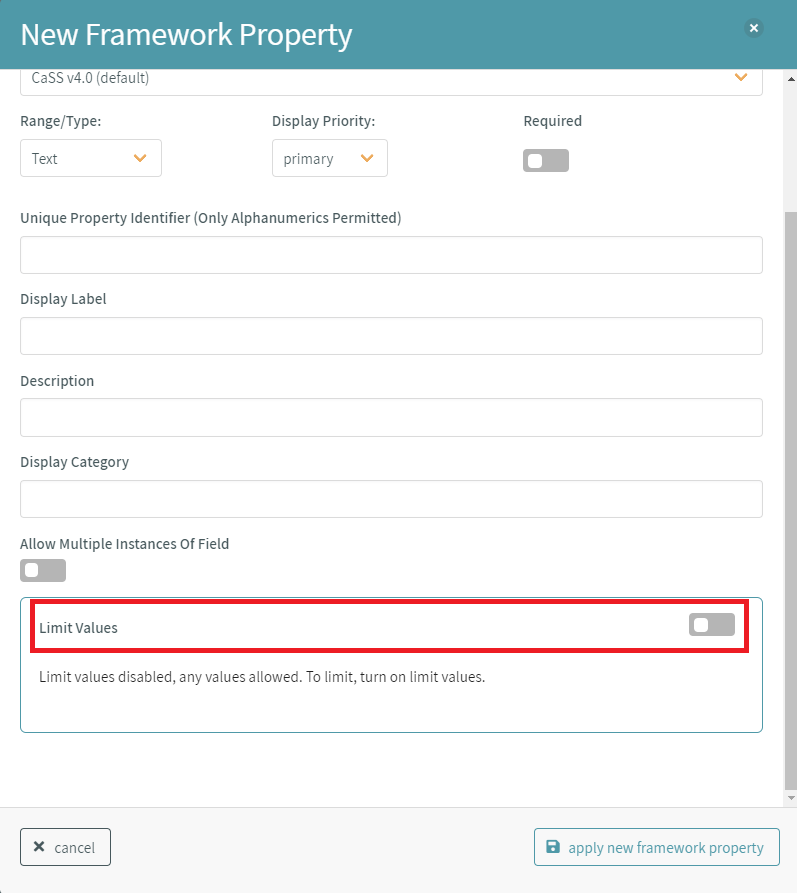 New Framework Property
CaSS v4.0 (default)
Range/Type: Display Priority: Required
Text primary
Unique Property Identifier (Only Alphanumerics Permitted)
Display Label
Description
Display Category
Allow Multiple Instances Of Field
Limit Values
Limit values disabled, any values allowed. To limit, turn on limit values.
cancel apply new framework property